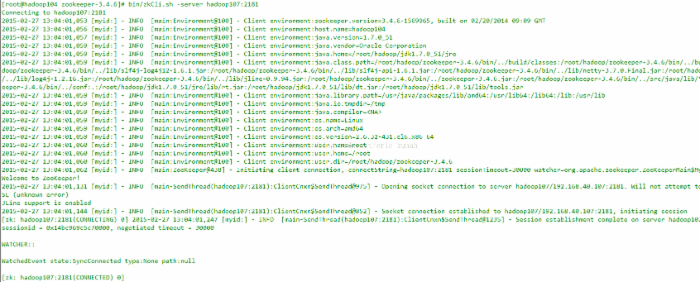 [root@hadoop104 zookeeper-3.4.6]# bin/zkCli.sh -server hadoop107:2181
Connecting to hadoop107:2181
2015-02-27 13:04:01,053 [myid:] - INFO  [main:Environment@100] - Client environment:zookeeper.version=3.4.6-1569965, built on 02/20/2014 09:09 GMT
2015-02-27 13:04:01,056 [myid:] - INFO  [main:Environment@100] - Client environment:host.name=hadoop104
2015-02-27 13:04:01,056 [myid:] - INFO  [main:Environment@100] - Client environment:java.version=1.7.0_51
2015-02-27 13:04:01,057 [myid:] - INFO  [main:Environment@100] - Client environment:java.vendor=Oracle Corporation
2015-02-27 13:04:01,057 [myid:] - INFO  [main:Environment@100] - Client environment:java.home=/root/hadoop/jdk1.7.0_51/jre
2015-02-27 13:04:01,057 [myid:] - INFO  [main:Environment@100] - Client environment:java.class.path=/root/hadoop/zookeeper-3.4.6/bin/../build/classes:/root/hadoop/zookeeper-3.4.6/bin/../bu
doop/zookeeper-3.4.6/bin/../lib/slf4j-log4j12-1.6.1.jar:/root/hadoop/zookeeper-3.4.6/bin/../lib/slf4j-api-1.6.1.jar:/root/hadoop/zookeeper-3.4.6/bin/../lib/netty-3.7.0.Final.jar:/root/had
../lib/log4j-1.2.16.jar:/root/hadoop/zookeeper-3.4.6/bin/../lib/jline-0.9.94.jar:/root/hadoop/zookeeper-3.4.6/bin/../zookeeper-3.4.6.jar:/root/hadoop/zookeeper-3.4.6/bin/../src/java/lib/
ooper-3.4.6/bin/../conf:.:/root/hadoop/jdk1.7.0_51/jre/lib/rt.jar:/root/hadoop/jdk1.7.0_51/lib/dt.jar:/root/hadoop/jdk1.7.0_51/lib/tools.jar
2015-02-27 13:04:01,058 [myid:] - INFO  [main:Environment@100] - Client environment:java.library.path=/usr/java/packages/lib/amd64:/usr/lib64:/lib64:/lib:/usr/lib
2015-02-27 13:04:01,059 [myid:] - INFO  [main:Environment@100] - Client environment:java.io.tmpdir=/tmp
2015-02-27 13:04:01,059 [myid:] - INFO  [main:Environment@100] - Client environment:java.compiler=<NA>
2015-02-27 13:04:01,059 [myid:] - INFO  [main:Environment@100] - Client environment:os.name=Linux
2015-02-27 13:04:01,059 [myid:] - INFO  [main:Environment@100] - Client environment:os.arch=amd64
2015-02-27 13:04:01,059 [myid:] - INFO  [main:Environment@100] - Client environment:os.version=2.6.32-431.el6.x86_64
2015-02-27 13:04:01,060 [myid:] - INFO  [main:Environment@100] - Client environment:user.name=root
2015-02-27 13:04:01,060 [myid:] - INFO  [main:Environment@100] - Client environment:user.home=/root
2015-02-27 13:04:01,060 [myid:] - INFO  [main:Environment@100] - Client environment:user.dir=/root/hadoop/zookeeper-3.4.6
2015-02-27 13:04:01,062 [myid:] - INFO  [main:ZooKeeper@438] - Initiating client connection, connectString=hadoop107:2181 sessionTimeout=30000 watcher=org.apache.zookeeper.ZooKeeperMain$M
Welcome to ZooKeeper!
2015-02-27 13:04:01,131 [myid:] - INFO  [main-SendThread(hadoop107:2181):ClientCnxn$SendThread@975] - Opening socket connection to server hadoop107/192.168.40.107:2181. Will not attempt to
SL (unknown error)
JLine support is enabled
2015-02-27 13:04:01,144 [myid:] - INFO  [main-SendThread(hadoop107:2181):ClientCnxn$SendThread@852] - Socket connection established to hadoop107/192.168.40.107:2181, initiating session
[zk: hadoop107:2181(CONNECTING) 0] 2015-02-27 13:04:01,247 [myid:] - INFO  [main-SendThread(hadoop107:2181):ClientCnxn$SendThread@1235] - Session establishment complete on server hadoop10
sessionid = 0x14bc969c5c70000, negotiated timeout = 30000

WATCHER::

WatchedEvent state:SyncConnected type:None path:null

[zk: hadoop107:2181(CONNECTED) 0]